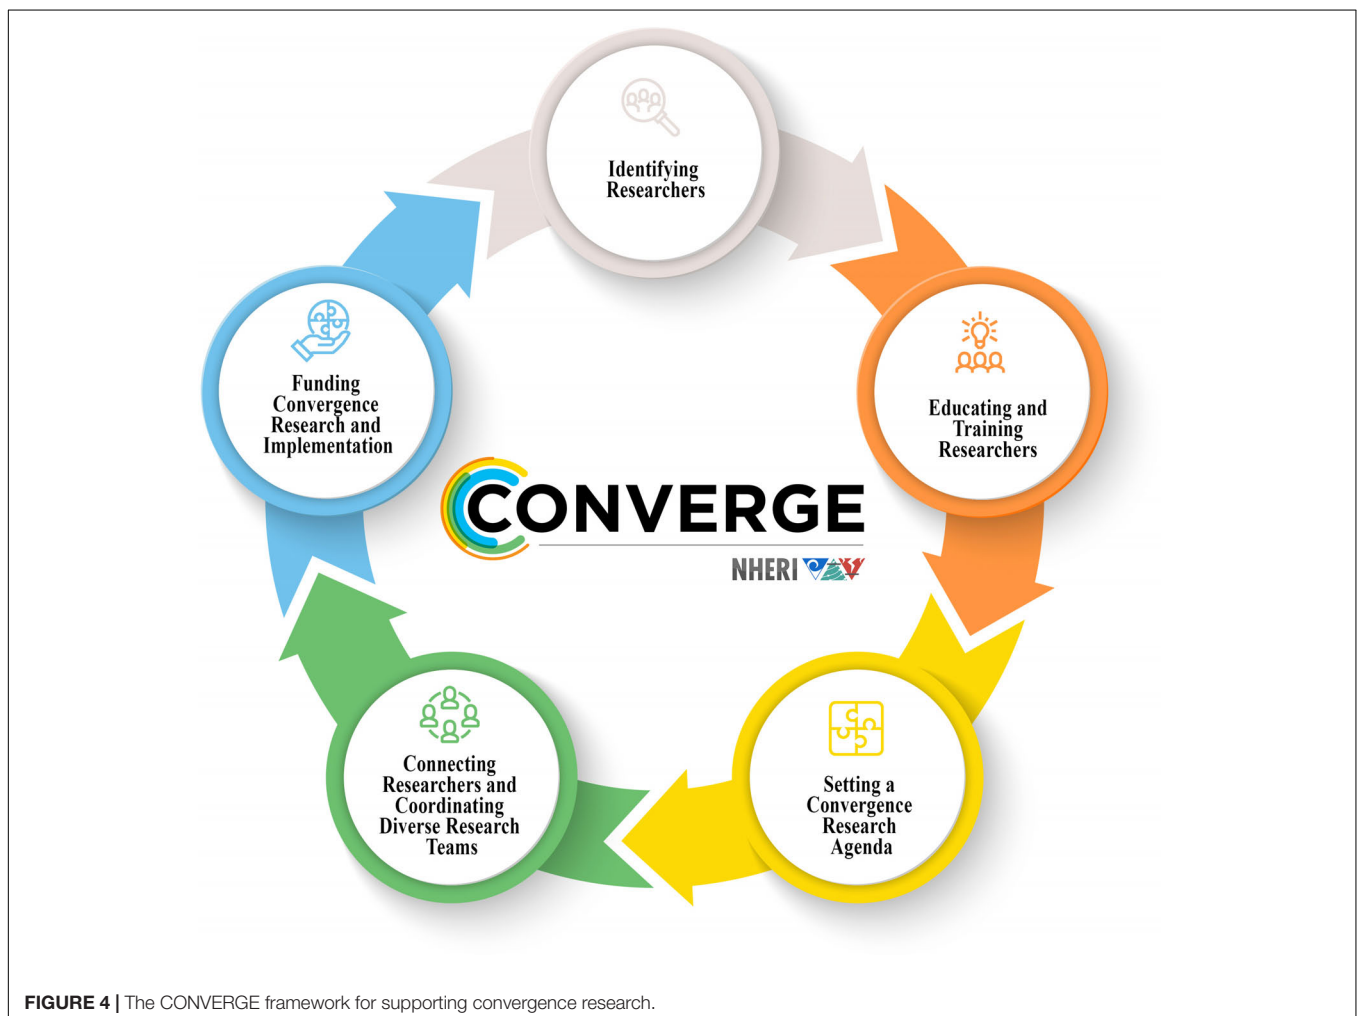 Identifying
Researchers
Educating and
Training
Researchers
Setting a
Convergence
Research
Agenda
Connecting
Researchers and
Coordinating
Diverse Research
Teams
Funding
Convergence
Research and
Implementation
CONVERGE
NHERI
FIGURE 4 | The CONVERGE framework for supporting convergence research.